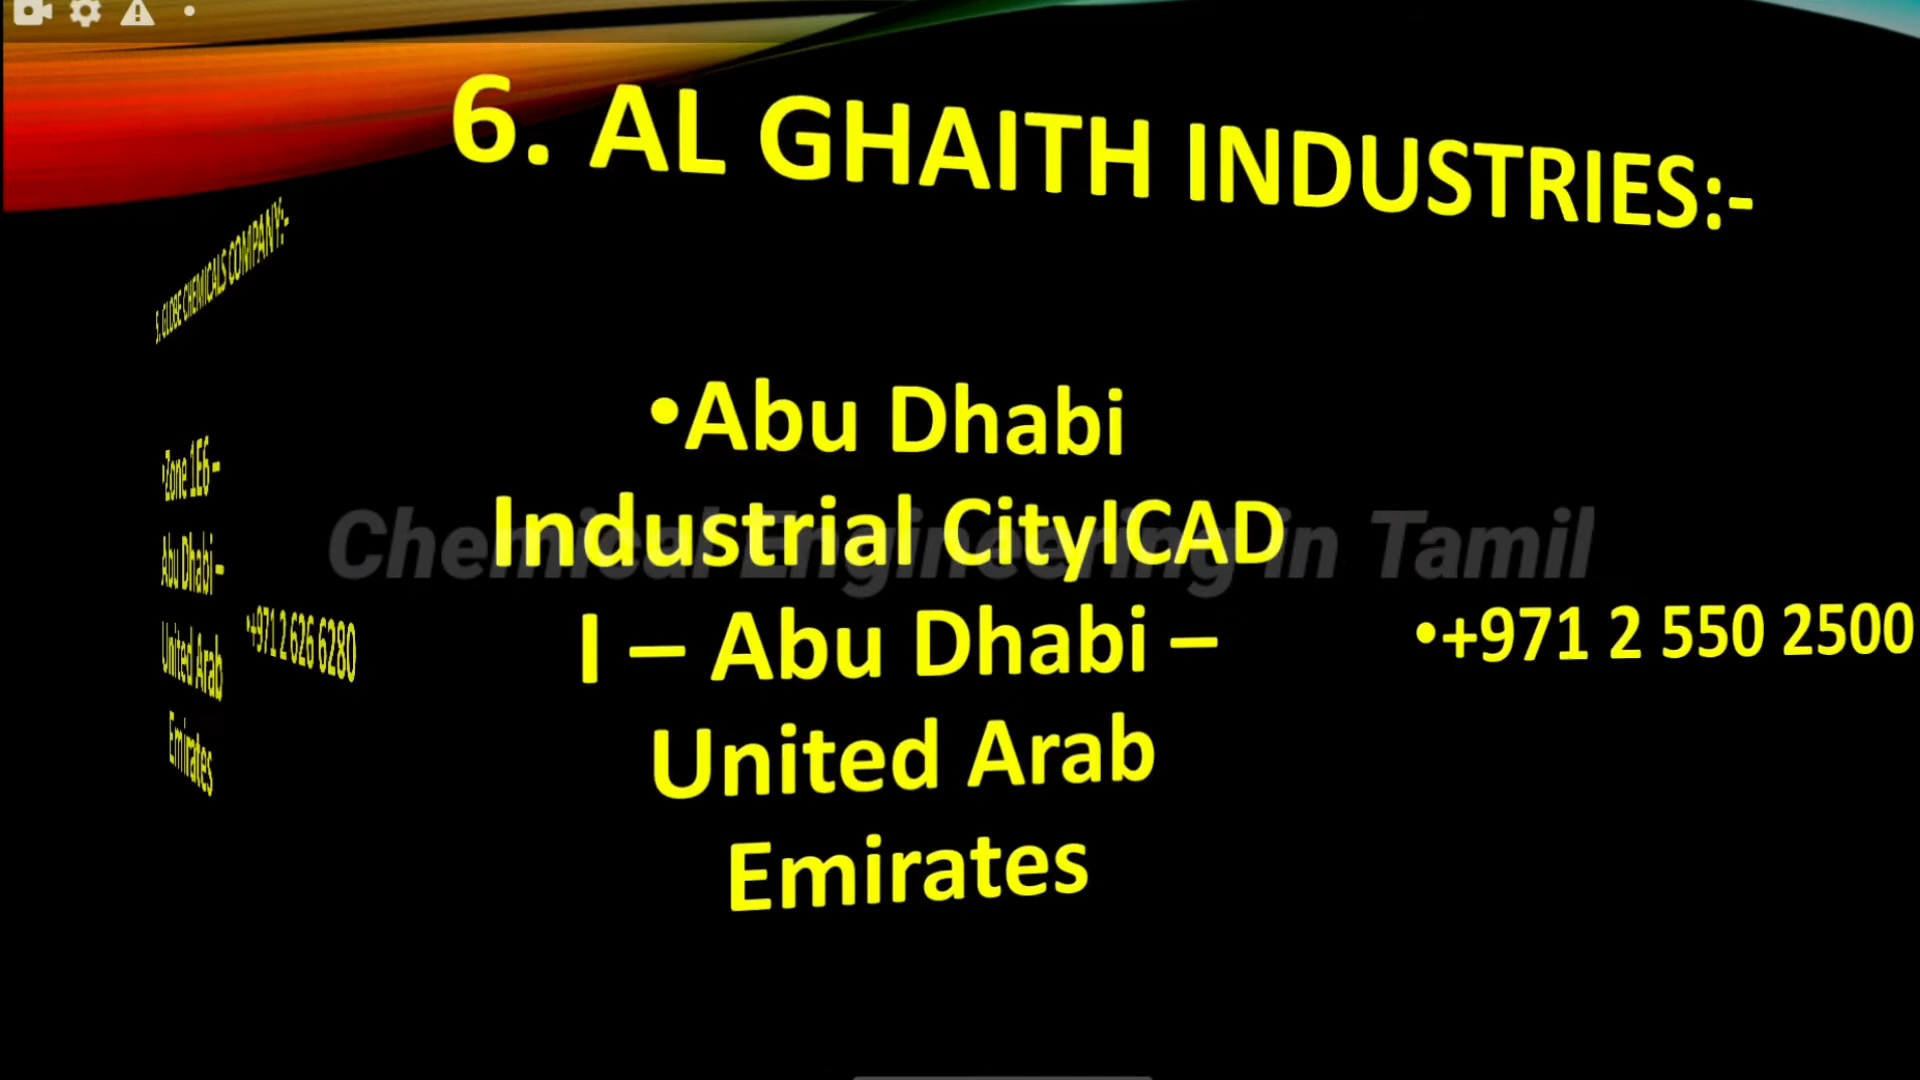 6. AL GHAITH INDUSTRIES:-
•Abu Dhabi
Industrial CityICAD
I – Abu Dhabi –
United Arab
Emirates
•+971 2 550 2500
5. GLOBE CHEMICALS COMPANY:-
•Zone 1E6 –
Abu Dhabi –
United Arab
Emirates
•+971 2 626 6280
Chemical Engineering in Tamil